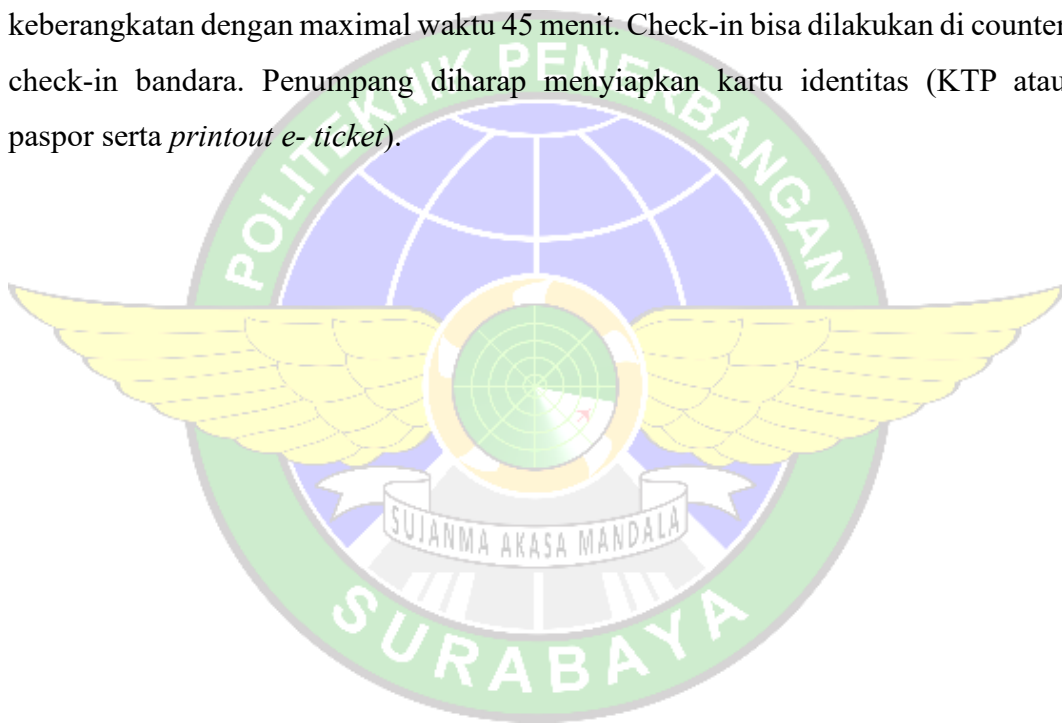 keberangkatan dengan maximal waktu 45 menit. Check-in bisa dilakukan di counter
check-in bandara. Penumpang diharap menyiapkan kartu identitas (KTP atau
paspor serta printout e- ticket).
POLITEKNIK PENERBANGAN
SUJANMA AKASA MANDALA
SURABAYA